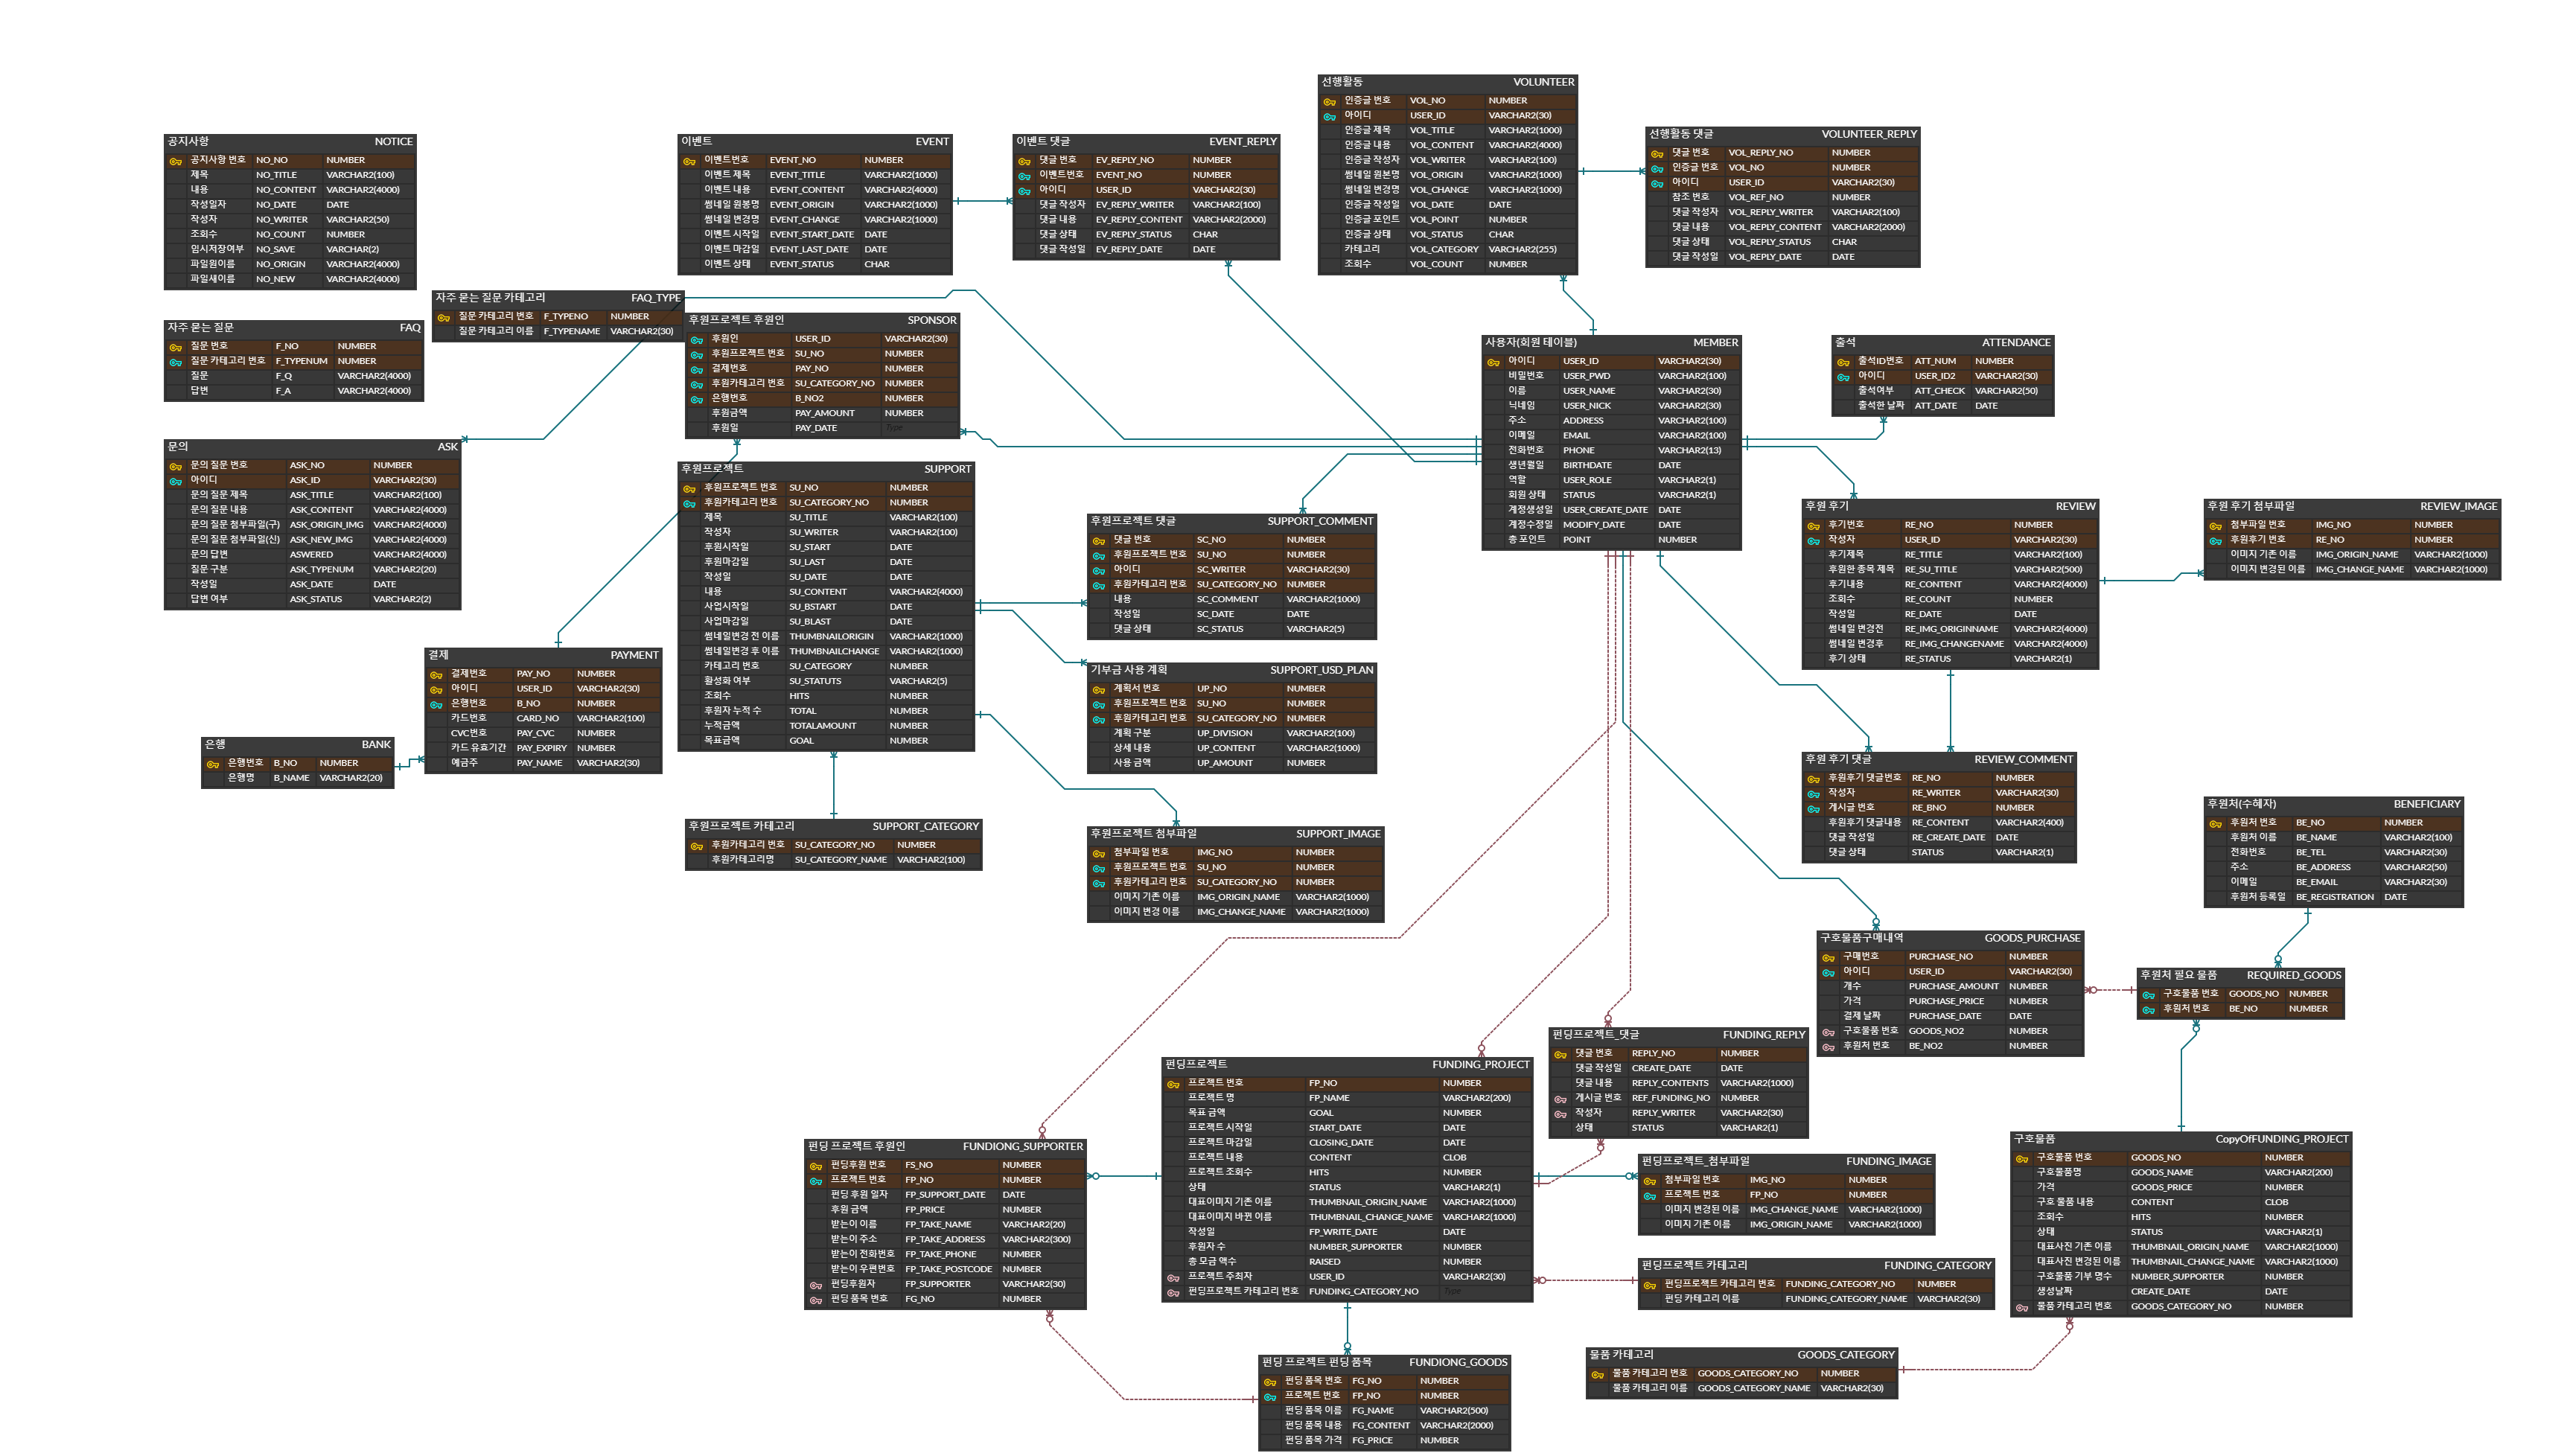 선행활동 VOLUNTEER
인증글 번호 VOL_NO NUMBER
아이디 USER_ID VARCHAR2(30)
인증글 제목 VOL_TITLE VARCHAR2(1000)
인증글 내용 VOL_CONTENT VARCHAR2(4000)
인증글 작성자 VOL_WRITER VARCHAR2(100)
썸네일 원본명 VOL_ORIGIN VARCHAR2(1000)
썸네일 변경명 VOL_CHANGE VARCHAR2(1000)
인증글 작성일 VOL_DATE DATE
인증글 포인트 VOL_POINT NUMBER
인증글 상태 VOL_STATUS CHAR
카테고리 VOL_CATEGORY VARCHAR2(255)
조회수 VOL_COUNT NUMBER
선행활동 댓글 VOLUNTEER_REPLY
댓글 번호 VOL_REPLY_NO NUMBER
인증글 번호 VOL_NO NUMBER
아이디 USER_ID VARCHAR2(30)
참조 번호 VOL_REF_NO NUMBER
댓글 작성자 VOL_REPLY_WRITER VARCHAR2(100)
댓글 내용 VOL_REPLY_CONTENT VARCHAR2(2000)
댓글 상태 VOL_REPLY_STATUS CHAR
댓글 작성일 VOL_REPLY_DATE DATE
공지사항 NOTICE
공지사항 번호 NO_NO NUMBER
제목 NO_TITLE VARCHAR2(100)
내용 NO_CONTENT VARCHAR2(4000)
작성일자 NO_DATE DATE
작성자 NO_WRITER VARCHAR2(50)
조회수 NO_COUNT NUMBER
임시저장여부 NO_SAVE VARCHAR(2)
파일원이름 NO_ORIGIN VARCHAR2(4000)
파일새이름 NO_NEW VARCHAR2(4000)
이벤트 EVENT
이벤트번호 EVENT_NO NUMBER
이벤트 제목 EVENT_TITLE VARCHAR2(1000)
이벤트 내용 EVENT_CONTENT VARCHAR2(4000)
썸네일 원봉명 EVENT_ORIGIN VARCHAR2(1000)
썸네일 변경명 EVENT_CHANGE VARCHAR2(1000)
이벤트 시작일 EVENT_START_DATE DATE
이벤트 마감일 EVENT_LAST_DATE DATE
이벤트 상태 EVENT_STATUS CHAR
이벤트 댓글 EVENT_REPLY
댓글 번호 EV_REPLY_NO NUMBER
이벤트번호 EVENT_NO NUMBER
아이디 USER_ID VARCHAR2(30)
댓글 작성자 EV_REPLY_WRITER VARCHAR2(100)
댓글 내용 EV_REPLY_CONTENT VARCHAR2(2000)
댓글 상태 EV_REPLY_STATUS CHAR
댓글 작성일 EV_REPLY_DATE DATE
자주 묻는 질문 카테고리 FAQ_TYPE
질문 카테고리 번호 F_TYPENO NUMBER
질문 카테고리 이름 F_TYPENAME VARCHAR2(30)
자주 묻는 질문 FAQ
질문 번호 F_NO NUMBER
질문 카테고리 번호 F_TYPENUM NUMBER
질문 F_Q VARCHAR2(4000)
답변 F_A VARCHAR2(4000)
후원프로젝트 후원인 SPONSOR
후원인 USER_ID VARCHAR2(30)
후원프로젝트 번호 SU_NO NUMBER
결제번호 PAY_NO NUMBER
후원카테고리 번호 SU_CATEGORY_NO NUMBER
은행번호 B_NO2 NUMBER
후원금액 PAY_AMOUNT NUMBER
후원일 PAY_DATE Type
사용자(회원 테이블) MEMBER
아이디 USER_ID VARCHAR2(30)
비밀번호 USER_PWD VARCHAR2(100)
이름 USER_NAME VARCHAR2(30)
닉네임 USER_NICK VARCHAR2(30)
주소 ADDRESS VARCHAR2(100)
이메일 EMAIL VARCHAR2(100)
전화번호 PHONE VARCHAR2(13)
생년월일 BIRTHDATE DATE
역할 USER_ROLE VARCHAR2(1)
회원 상태 STATUS VARCHAR2(1)
계정생성일 USER_CREATE_DATE DATE
계정수정일 MODIFY_DATE DATE
총 포인트 POINT NUMBER
출석 ATTENDANCE
출석ID번호 ATT_NUM NUMBER
아이디 USER_ID2 VARCHAR2(30)
출석여부 ATT_CHECK VARCHAR2(50)
출석한 날짜 ATT_DATE DATE
문의 ASK
문의 질문 번호 ASK_NO NUMBER
아이디 ASK_ID VARCHAR2(30)
문의 질문 제목 ASK_TITLE VARCHAR2(100)
문의 질문 내용 ASK_CONTENT VARCHAR2(4000)
문의 질문 첨부파일(구) ASK_ORIGIN_IMG VARCHAR2(4000)
문의 질문 첨부파일(신) ASK_NEW_IMG VARCHAR2(4000)
문의 답변 ASWERED VARCHAR2(4000)
질문 구분 ASK_TYPENUM VARCHAR2(20)
작성일 ASK_DATE DATE
답변 여부 ASK_STATUS VARCHAR2(2)
후원프로젝트 SUPPORT
후원프로젝트 번호 SU_NO NUMBER
후원카테고리 번호 SU_CATEGORY_NO NUMBER
제목 SU_TITLE VARCHAR2(100)
작성자 SU_WRITER VARCHAR2(100)
후원시작일 SU_START DATE
후원마감일 SU_LAST DATE
작성일 SU_DATE DATE
내용 SU_CONTENT VARCHAR2(4000)
사업시작일 SU_BSTART DATE
사업마감일 SU_BLAST DATE
썸네일변경 전 이름 THUMBNAILORIGIN VARCHAR2(1000)
썸네일변경 후 이름 THUMBNAILCHANGE VARCHAR2(1000)
카테고리 번호 SU_CATEGORY NUMBER
활성화 여부 SU_STATUTS VARCHAR2(5)
조회수 HITS NUMBER
후원자 누적 수 TOTAL NUMBER
누적금액 TOTALAMOUNT NUMBER
목표금액 GOAL NUMBER
후원프로젝트 댓글 SUPPORT_COMMENT
댓글 번호 SC_NO NUMBER
후원프로젝트 번호 SU_NO NUMBER
아이디 SC_WRITER VARCHAR2(30)
후원카테고리 번호 SU_CATEGORY_NO NUMBER
내용 SC_COMMENT VARCHAR2(1000)
작성일 SC_DATE DATE
댓글 상태 SC_STATUS VARCHAR2(5)
후원 후기 REVIEW
후기번호 RE_NO NUMBER
작성자 USER_ID VARCHAR2(30)
후기제목 RE_TITLE VARCHAR2(100)
후원한 종목 제목 RE_SU_TITLE VARCHAR2(500)
후기내용 RE_CONTENT VARCHAR2(4000)
조회수 RE_COUNT NUMBER
작성일 RE_DATE DATE
썸네일 변경전 RE_IMG_ORIGINNAME VARCHAR2(4000)
썸네일 변경후 RE_IMG_CHANGENAME VARCHAR2(4000)
후기 상태 RE_STATUS VARCHAR2(1)
후원 후기 첨부파일 REVIEW_IMAGE
첨부파일 번호 IMG_NO NUMBER
후원후기 번호 RE_NO NUMBER
이미지 기존 이름 IMG_ORIGIN_NAME VARCHAR2(1000)
이미지 변경된 이름 IMG_CHANGE_NAME VARCHAR2(1000)
결제 PAYMENT
결제번호 PAY_NO NUMBER
아이디 USER_ID VARCHAR2(30)
은행번호 B_NO NUMBER
카드번호 CARD_NO VARCHAR2(100)
CVC번호 PAY_CVC NUMBER
카드 유효기간 PAY_EXPIRY NUMBER
예금주 PAY_NAME VARCHAR2(30)
은행 BANK
은행번호 B_NO NUMBER
은행명 B_NAME VARCHAR2(20)
기부금 사용 계획 SUPPORT_USD_PLAN
계획서 번호 UP_NO NUMBER
후원프로젝트 번호 SU_NO NUMBER
후원카테고리 번호 SU_CATEGORY_NO NUMBER
계획 구분 UP_DIVISION VARCHAR2(100)
상세 내용 UP_CONTENT VARCHAR2(1000)
사용 금액 UP_AMOUNT NUMBER
후원프로젝트 카테고리 SUPPORT_CATEGORY
후원카테고리 번호 SU_CATEGORY_NO NUMBER
후원카테고리명 SU_CATEGORY_NAME VARCHAR2(100)
후원프로젝트 첨부파일 SUPPORT_IMAGE
첨부파일 번호 IMG_NO NUMBER
후원프로젝트 번호 SU_NO NUMBER
후원카테고리 번호 SU_CATEGORY_NO NUMBER
이미지 기존 이름 IMG_ORIGIN_NAME VARCHAR2(1000)
이미지 변경 이름 IMG_CHANGE_NAME VARCHAR2(1000)
후원 후기 댓글 REVIEW_COMMENT
후원후기 댓글번호 RE_NO NUMBER
작성자 RE_WRITER VARCHAR2(30)
게시글 번호 RE_BNO NUMBER
후원후기 댓글내용 RE_CONTENT VARCHAR2(400)
댓글 작성일 RE_CREATE_DATE DATE
댓글 상태 STATUS VARCHAR2(1)
후원처(수혜자) BENEFICIARY
후원처 번호 BE_NO NUMBER
후원처 이름 BE_NAME VARCHAR2(100)
전화번호 BE_TEL VARCHAR2(30)
주소 BE_ADDRESS VARCHAR2(50)
이메일 BE_EMAIL VARCHAR2(30)
후원처 등록일 BE_REGISTRATION DATE
구호물품구매내역 GOODS_PURCHASE
구매번호 PURCHASE_NO NUMBER
아이디 USER_ID VARCHAR2(30)
개수 PURCHASE_AMOUNT NUMBER
가격 PURCHASE_PRICE NUMBER
결제 날짜 PURCHASE_DATE DATE
구호물품 번호 GOODS_NO2 NUMBER
후원처 번호 BE_NO2 NUMBER
후원처 필요 물품 REQUIRED_GOODS
구호물품 번호 GOODS_NO NUMBER
후원처 번호 BE_NO NUMBER
펀딩프로젝트_댓글 FUNDING_REPLY
댓글 번호 REPLY_NO NUMBER
댓글 작성일 CREATE_DATE DATE
댓글 내용 REPLY_CONTENTS VARCHAR2(1000)
게시글 번호 REF_FUNDING_NO NUMBER
작성자 REPLY_WRITER VARCHAR2(30)
상태 STATUS VARCHAR2(1)
펀딩프로젝트 FUNDING_PROJECT
프로젝트 번호 FP_NO NUMBER
프로젝트 명 FP_NAME VARCHAR2(200)
목표 금액 GOAL NUMBER
프로젝트 시작일 START_DATE DATE
프로젝트 마감일 CLOSING_DATE DATE
프로젝트 내용 CONTENT CLOB
프로젝트 조회수 HITS NUMBER
상태 STATUS VARCHAR2(1)
대표이미지 기존 이름 THUMBNAIL_ORIGIN_NAME VARCHAR2(1000)
대표이미지 바뀐 이름 THUMBNAIL_CHANGE_NAME VARCHAR2(1000)
작성일 FP_WRITE_DATE DATE
후원자 수 NUMBER_SUPPORTER NUMBER
총 모금 액수 RAISED NUMBER
프로젝트 주최자 USER_ID VARCHAR2(30)
펀딩프로젝트 카테고리 번호 FUNDING_CATEGORY_NO Type
펀딩 프로젝트 후원인 FUNDIONG_SUPPORTER
펀딩후원 번호 FS_NO NUMBER
프로젝트 번호 FP_NO NUMBER
펀딩 후원 일자 FP_SUPPORT_DATE DATE
후원 금액 FP_PRICE NUMBER
받는이 이름 FP_TAKE_NAME VARCHAR2(20)
받는이 주소 FP_TAKE_ADDRESS VARCHAR2(300)
받는이 전화번호 FP_TAKE_PHONE NUMBER
받는이 우편번호 FP_TAKE_POSTCODE NUMBER
펀딩후원자 FP_SUPPORTER VARCHAR2(30)
펀딩 품목 번호 FG_NO NUMBER
펀딩프로젝트_첨부파일 FUNDING_IMAGE
첨부파일 번호 IMG_NO NUMBER
프로젝트 번호 FP_NO NUMBER
이미지 변경된 이름 IMG_CHANGE_NAME VARCHAR2(1000)
이미지 기존 이름 IMG_ORIGIN_NAME VARCHAR2(1000)
펀딩프로젝트 카테고리 FUNDING_CATEGORY
펀딩프로젝트 카테고리 번호 FUNDING_CATEGORY_NO NUMBER
펀딩 카테고리 이름 FUNDING_CATEGORY_NAME VARCHAR2(30)
구호물품 CopyOfFUNDING_PROJECT
구호물품 번호 GOODS_NO NUMBER
구호물품명 GOODS_NAME VARCHAR2(200)
가격 GOODS_PRICE NUMBER
구호 물품 내용 CONTENT CLOB
조회수 HITS NUMBER
상태 STATUS VARCHAR2(1)
대표사진 기존 이름 THUMBNAIL_ORIGIN_NAME VARCHAR2(1000)
대표사진 변경된 이름 THUMBNAIL_CHANGE_NAME VARCHAR2(1000)
구호물품 기부 명수 NUMBER_SUPPORTER NUMBER
생성날짜 CREATE_DATE DATE
물품 카테고리 번호 GOODS_CATEGORY_NO NUMBER
펀딩 프로젝트 펀딩 품목 FUNDIONG_GOODS
펀딩 품목 번호 FG_NO NUMBER
프로젝트 번호 FP_NO NUMBER
펀딩 품목 이름 FG_NAME VARCHAR2(500)
펀딩 품목 내용 FG_CONTENT VARCHAR2(2000)
펀딩 품목 가격 FG_PRICE NUMBER
물품 카테고리 GOODS_CATEGORY
물품 카테고리 번호 GOODS_CATEGORY_NO NUMBER
물품 카테고리 이름 GOODS_CATEGORY_NAME VARCHAR2(30)